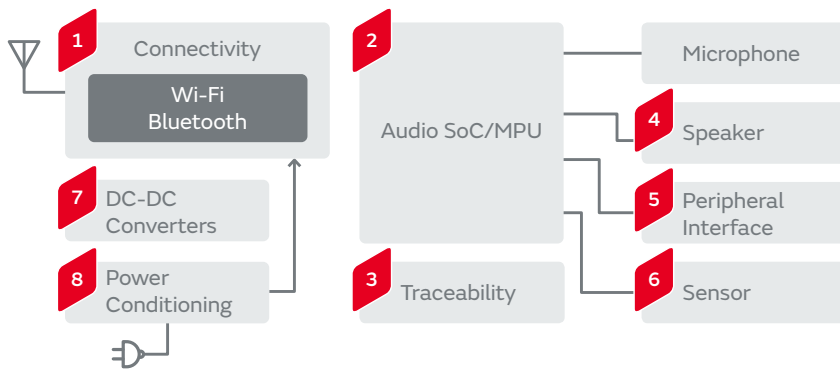 1
Connectivity
Wi-Fi
Bluetooth
2
Audio SoC/MPU
Microphone
4
Speaker
5
Peripheral
Interface
7
DC-DC
Converters
8
Power
Conditioning
3
Traceability
6
Sensor